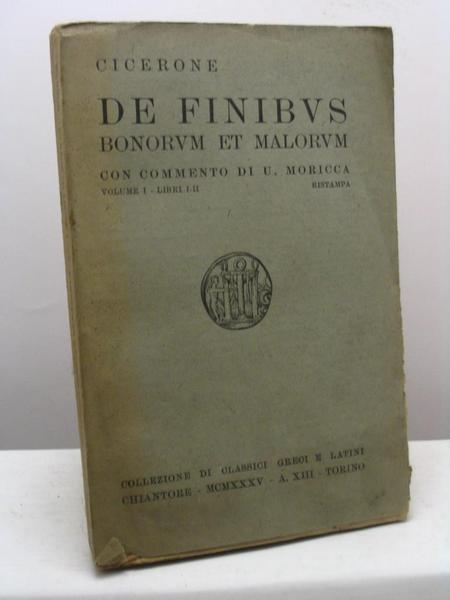 CICERONE
DE FINIBVS
BONORVM ET MALORVM
CON COMMENTO DI U. MORICCA
VOLUME I - LIBRI I-II RISTAMPA
COLLEZIONE DI CLASSICI GRECI E LATINI
CHIANTORE - MCMXXXV - A. XIII - TORINO